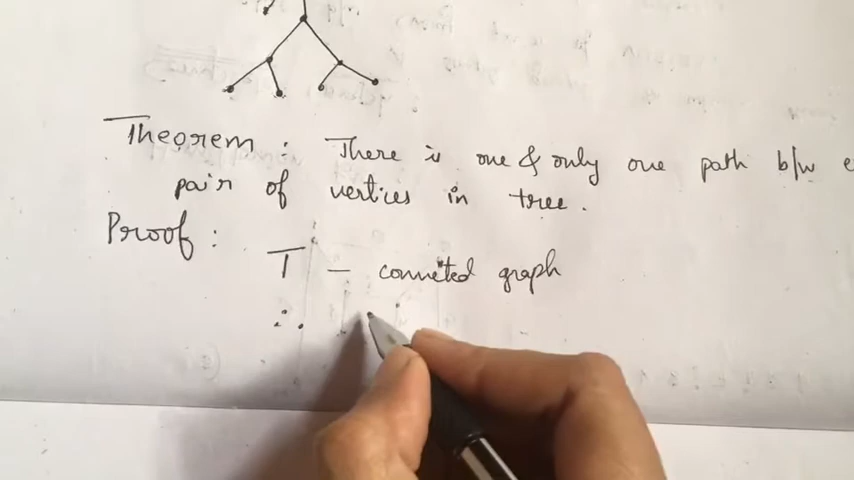 Theorem : There is one & only one path b/w e
pair of vertices in tree.
Proof :
T – connected graph
∴